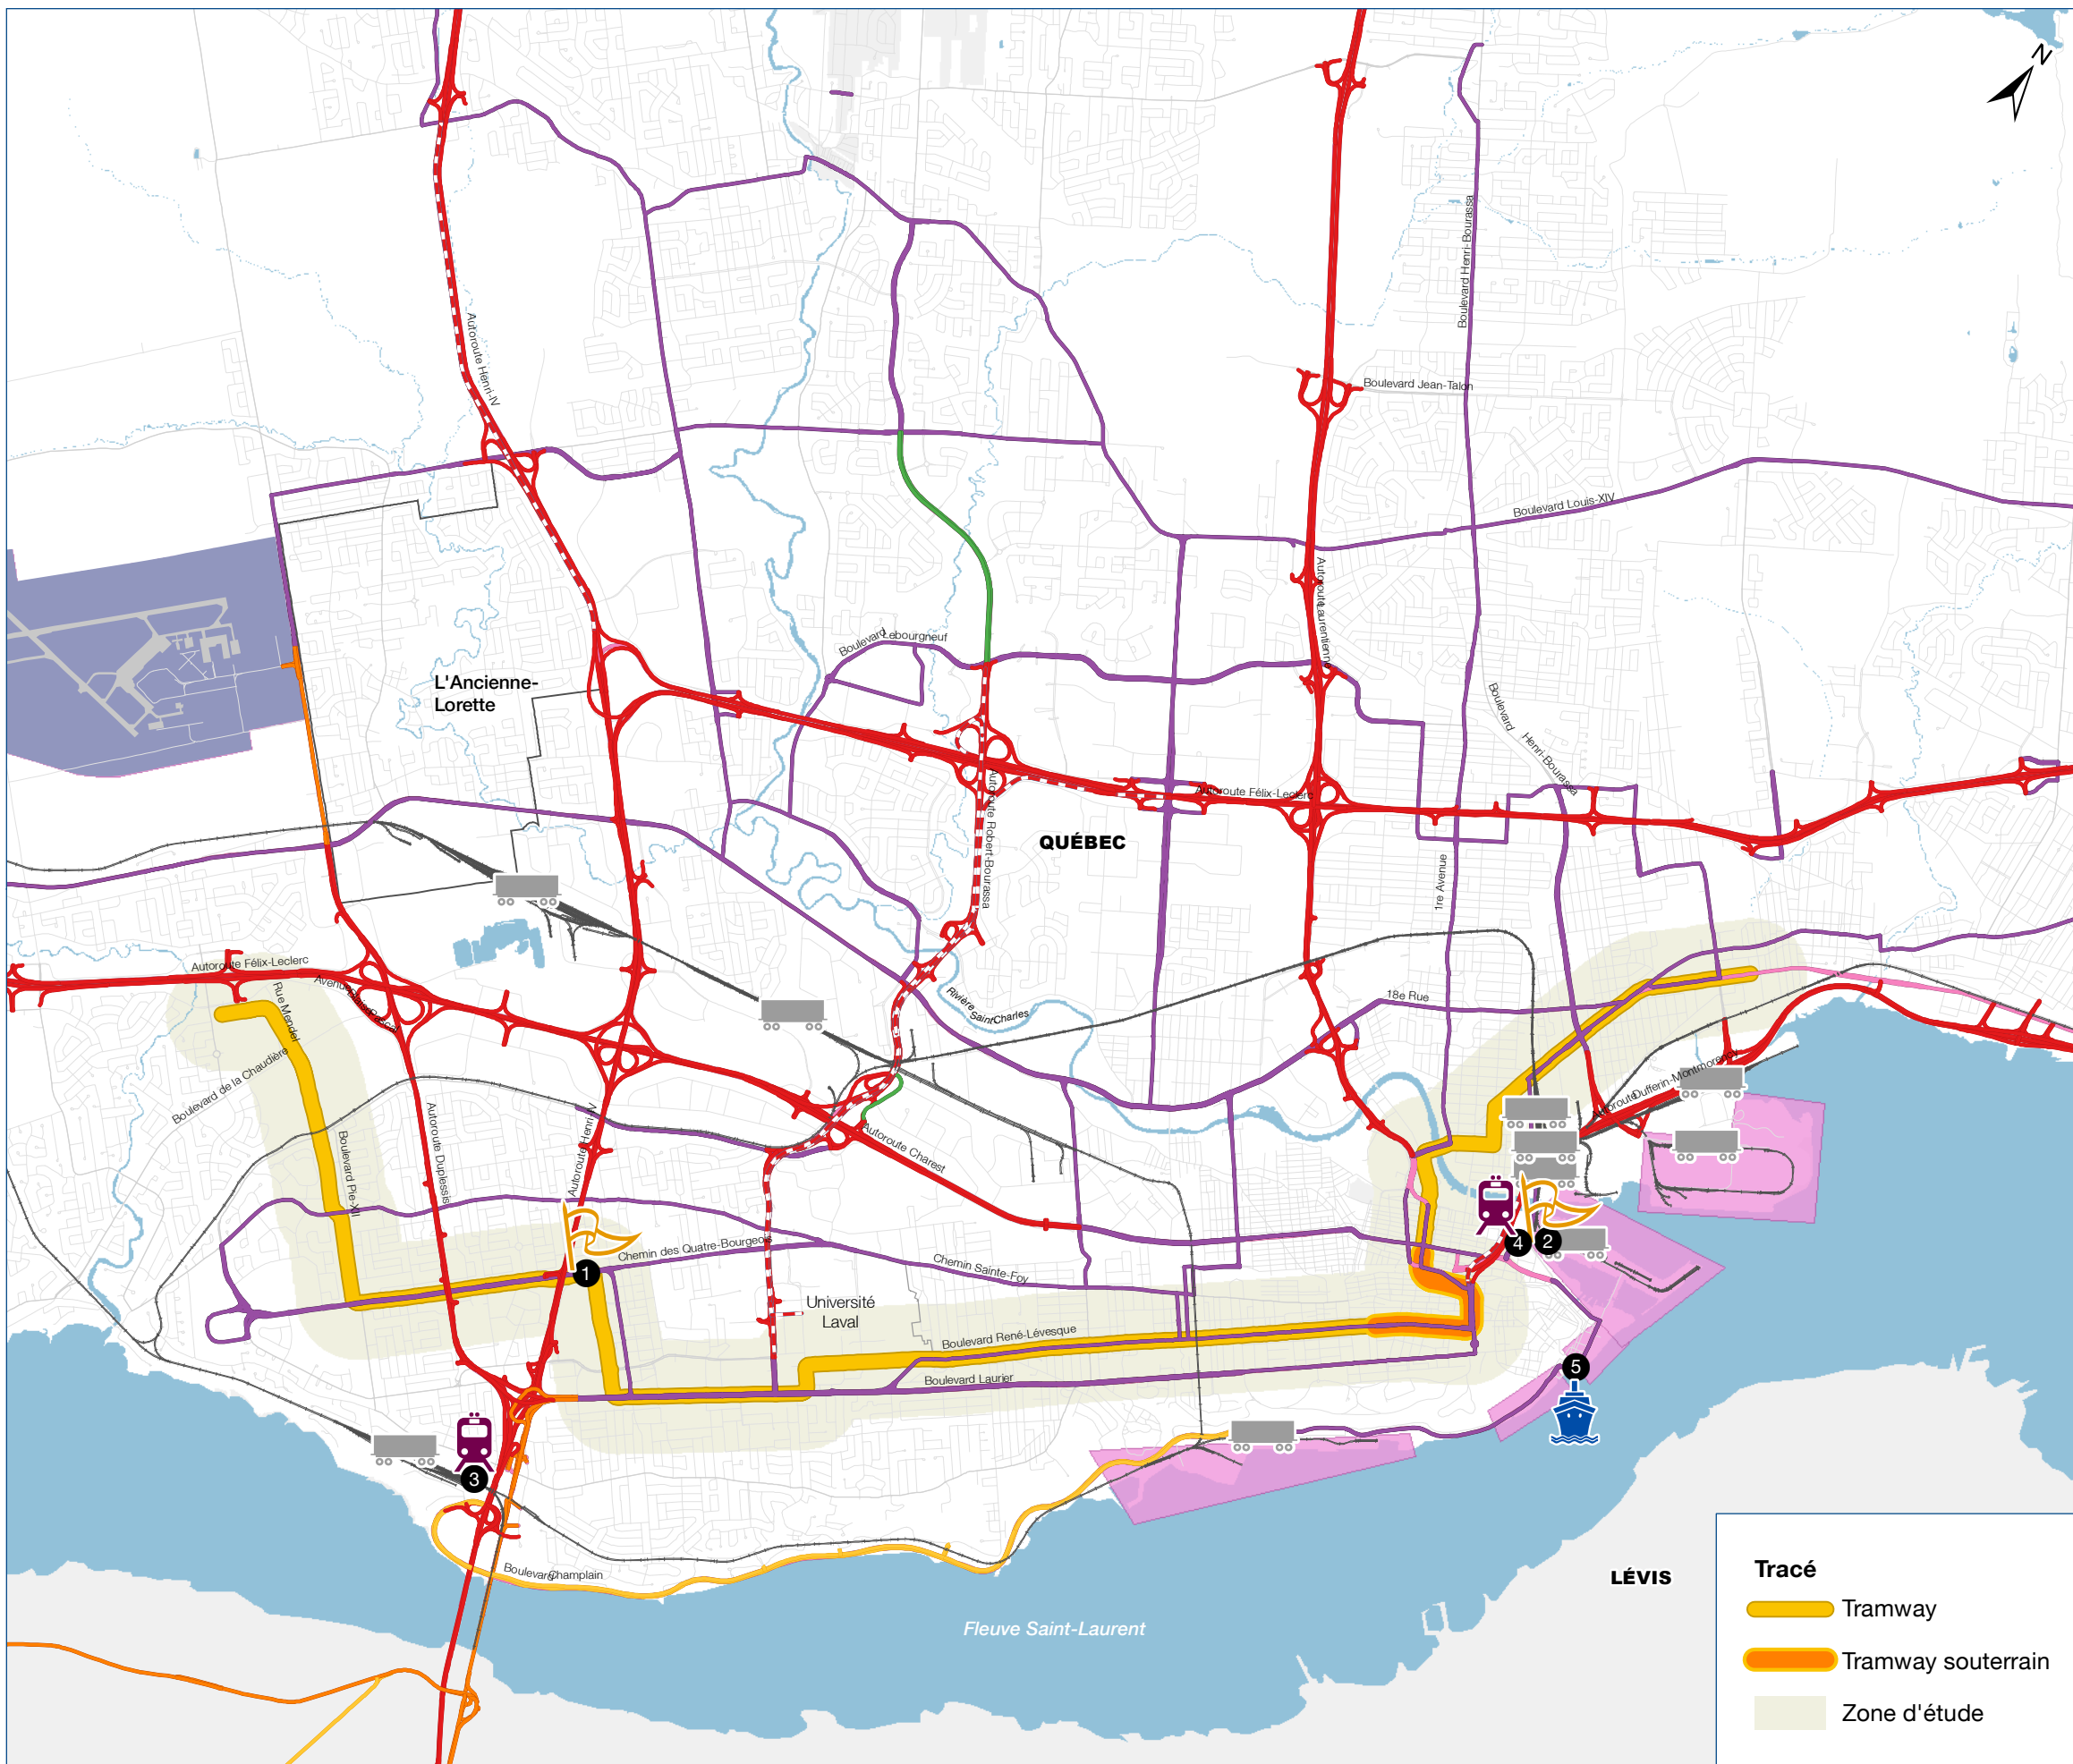 N
Autoroute Henri-IV
Boulevard Henri-Bourassa
Boulevard Jean-Talon
Boulevard Louis-XIV
Autoroute Laurentienne
Boulevard Lebourgneuf
L'Ancienne-
Lorette
Boulevard Henri-Bourassa
Autoroute Félix-Leclerc
Autoroute Robert-Bourassa
QUÉBEC
1re Avenue
Autoroute Félix-Leclerc
Avenue Blaise-Pascal
Rue Mendel
Rivière
Saint-Charles
18e Rue
Boulevard de la Chaudière
Autoroute Dufferin-Montmorency
Boulevard Pie-XII
Autoroute Duplessis
Autoroute Henri-IV
Autoroute Charest
Chemin des Quatre-Bourgeois
Chemin Sainte-Foy
4
2
1
Université
Laval
Boulevard René-Lévesque
Boulevard Laurier
5
3
Boulevard Champlain
LÉVIS
Fleuve Saint-Laurent
Tracé
Tramway
Tramway souterrain
Zone d'étude